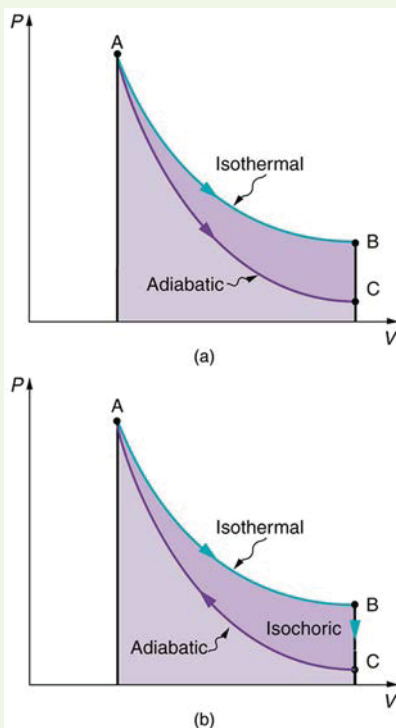 P
A
Isothermal
B
Adiabatic
C
V
(a)
P
A
Isothermal
B
Isochoric
Adiabatic
C
V
(b)